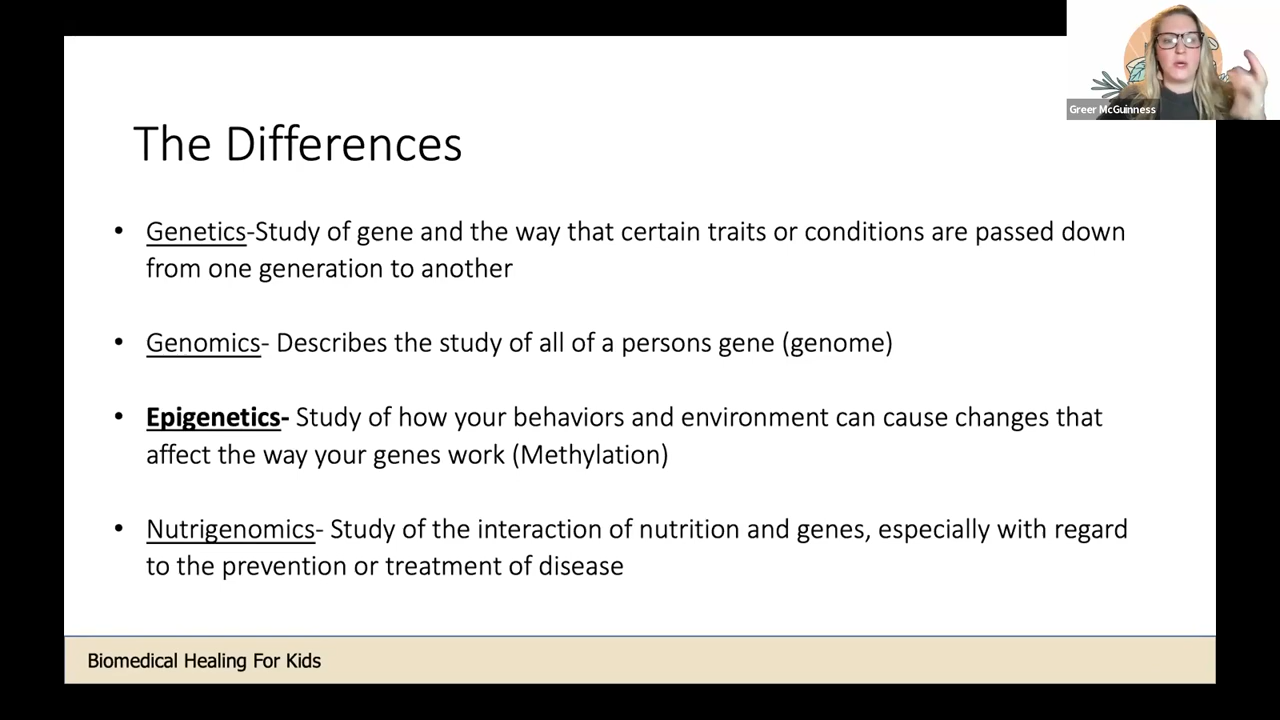 Greer McGuinness
The Differences
• Genetics-Study of gene and the way that certain traits or conditions are passed down
from one generation to another
• Genomics- Describes the study of all of a persons gene (genome)
• Epigenetics- Study of how your behaviors and environment can cause changes that
affect the way your genes work (Methylation)
• Nutrigenomics- Study of the interaction of nutrition and genes, especially with regard
to the prevention or treatment of disease
Biomedical Healing For Kids